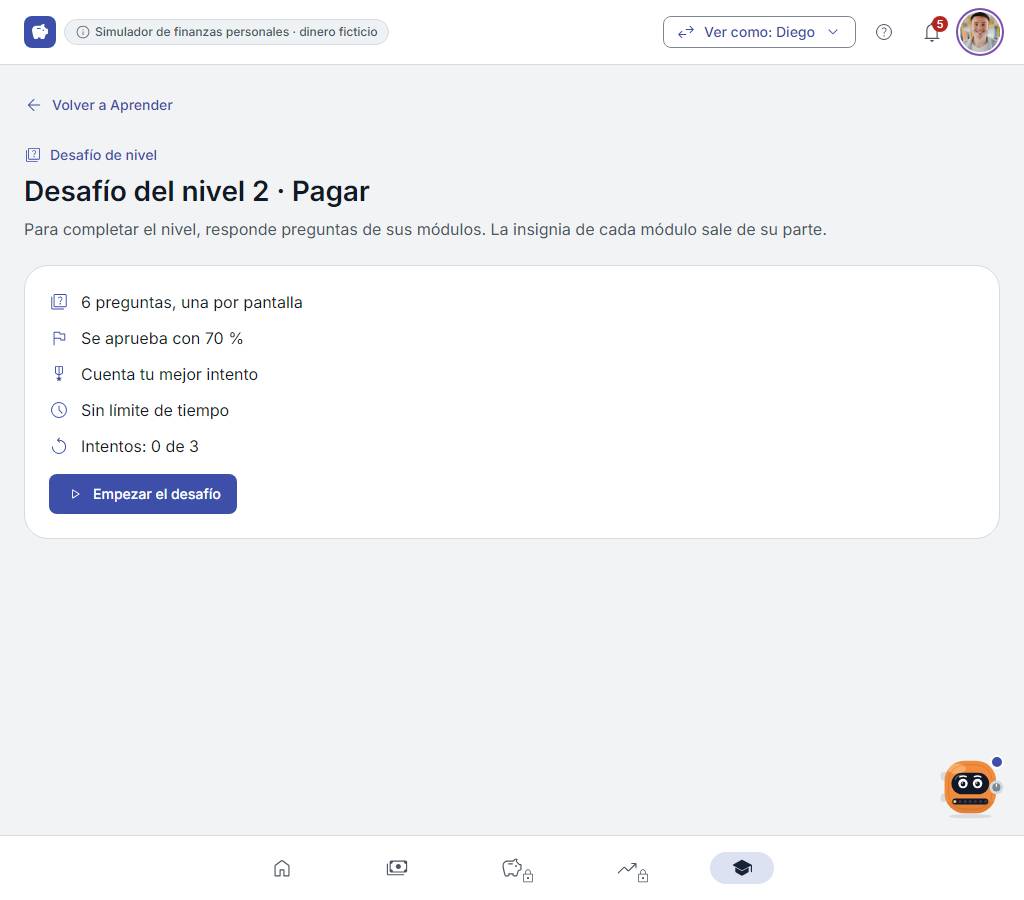 Simulador de finanzas personales · dinero ficticio
Ver como: Diego
5
Volver a Aprender
Desafío de nivel
Desafío del nivel 2 · Pagar
Para completar el nivel, responde preguntas de sus módulos. La insignia de cada módulo sale de su parte.
6 preguntas, una por pantalla
Se aprueba con 70 %
Cuenta tu mejor intento
Sin límite de tiempo
Intentos: 0 de 3
Empezar el desafío